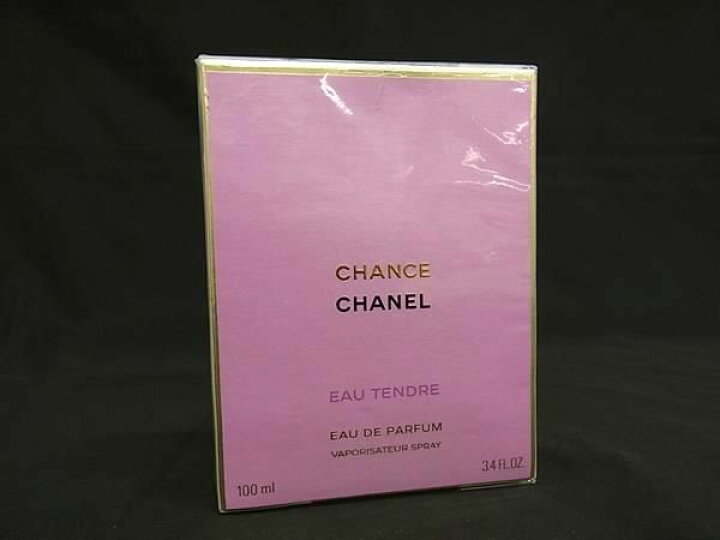 CHANCE
CHANEL
EAU TENDRE
EAU DE PARFUM
VAPORISATEUR SPRAY
100 ml
3.4 FL.OZ.